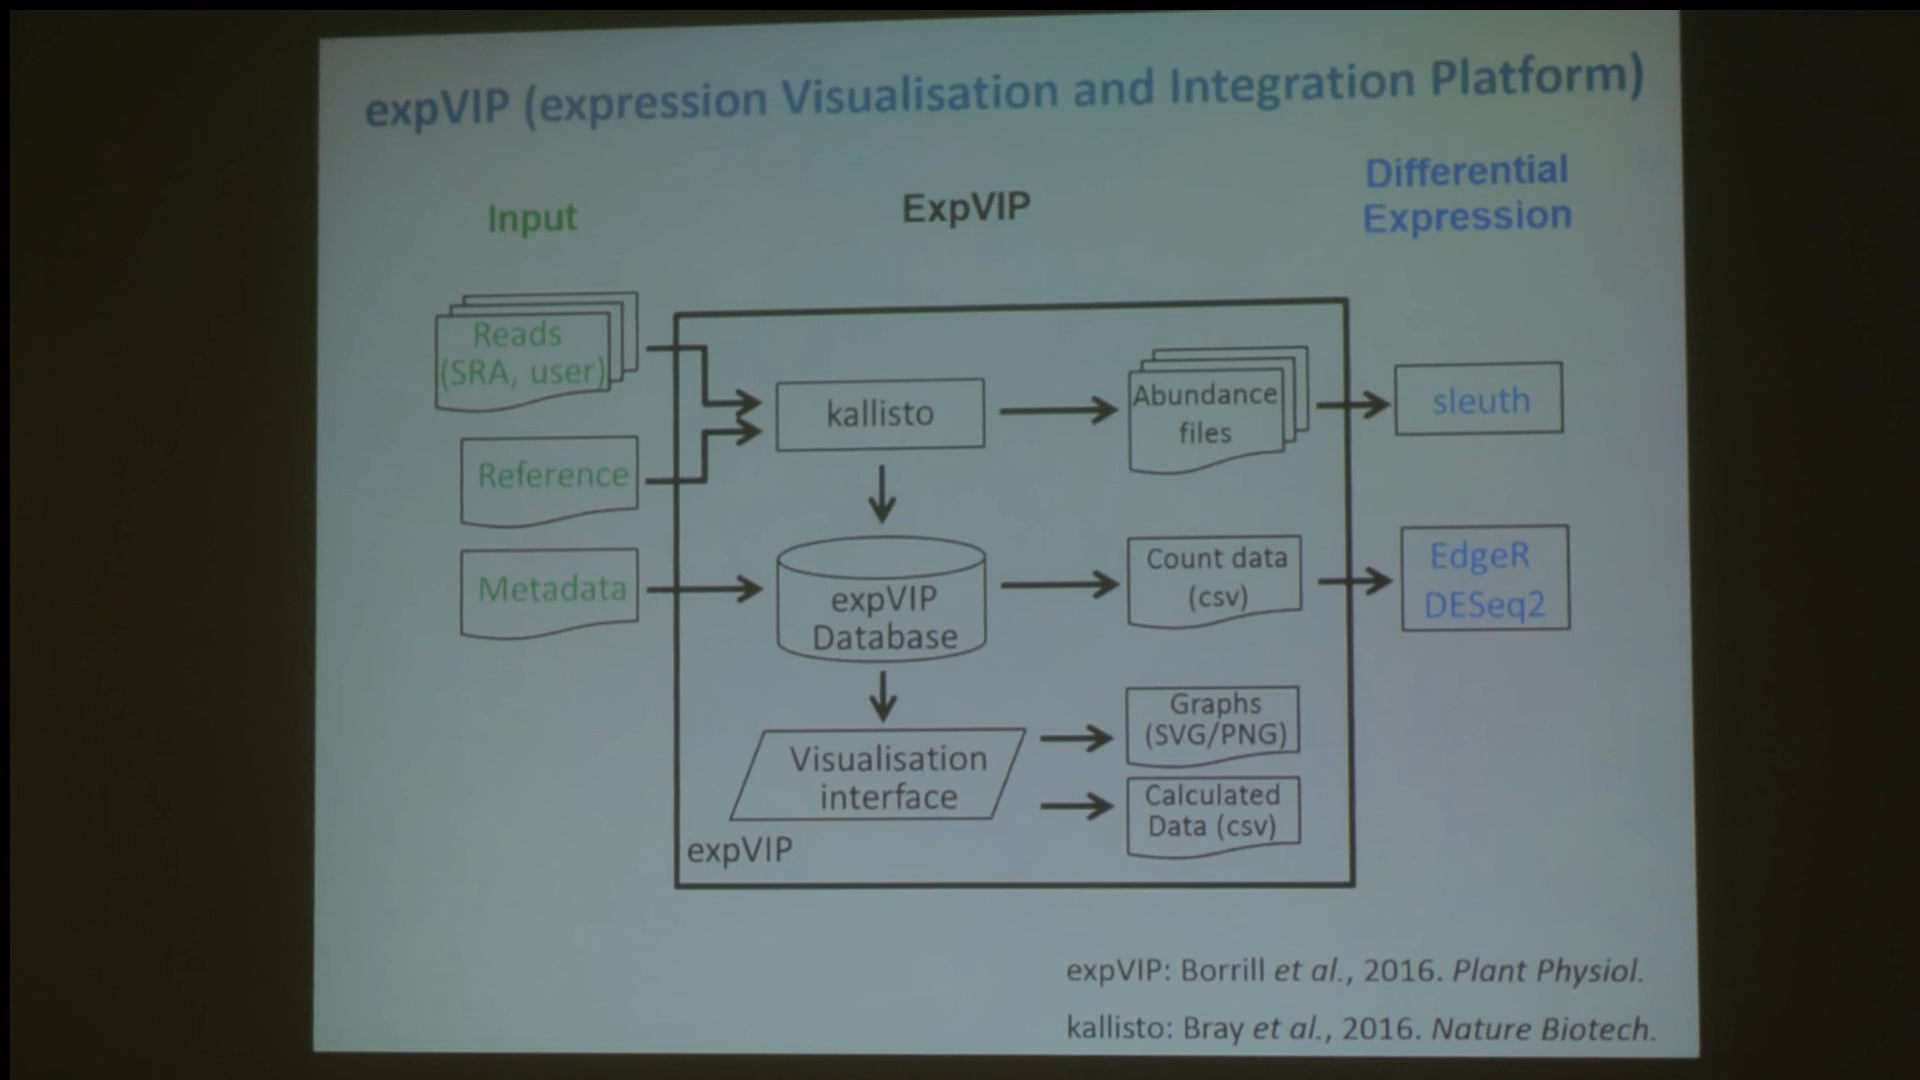 expVIP (expression Visualisation and Integration Platform)
Input
ExpVIP
Differential
Expression
Reads
(SRA, user)
Reference
Metadata
kallisto
expVIP
Database
Visualisation
interface
expVIP
Abundance
files
Count data
(csv)
Graphs
(SVG/PNG)
Calculated
Data (csv)
sleuth
EdgeR
DESeq2
expVIP: Borrill et al., 2016. Plant Physiol.
kallisto: Bray et al., 2016. Nature Biotech.